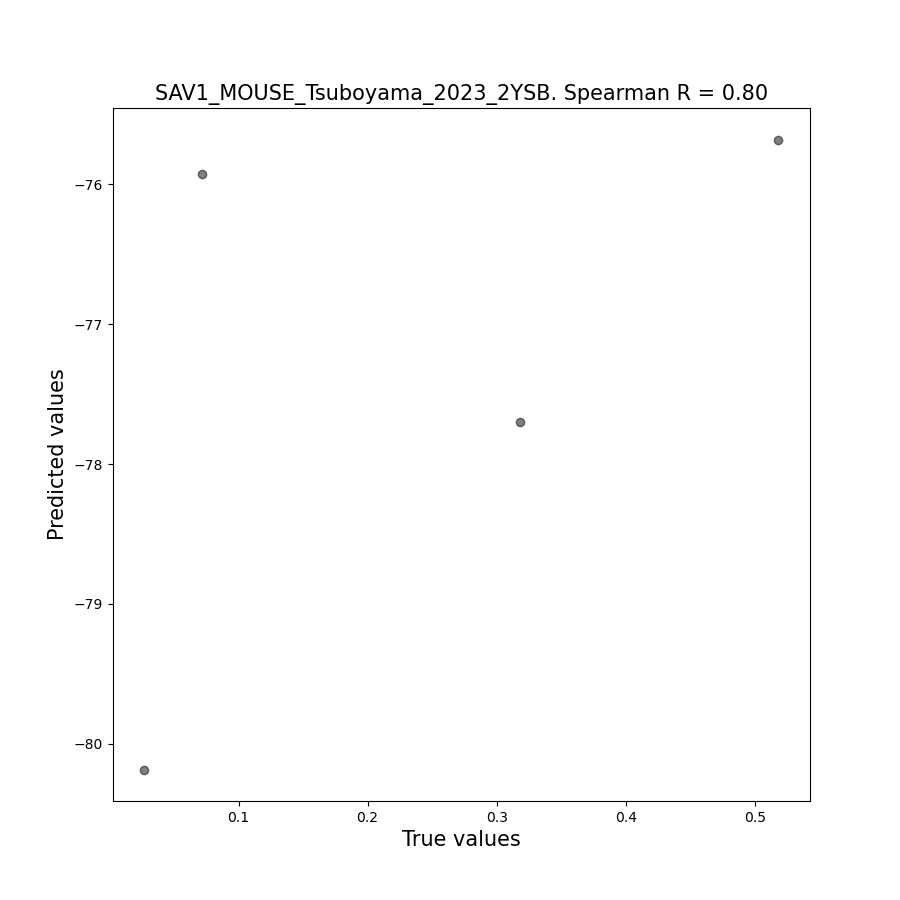 SAV1_MOUSE_Tsuboyama_2023_2YSB. Spearman R = 0.80
−76
−77
−78
−79
−80
Predicted values
0.1 0.2 0.3 0.4 0.5
True values